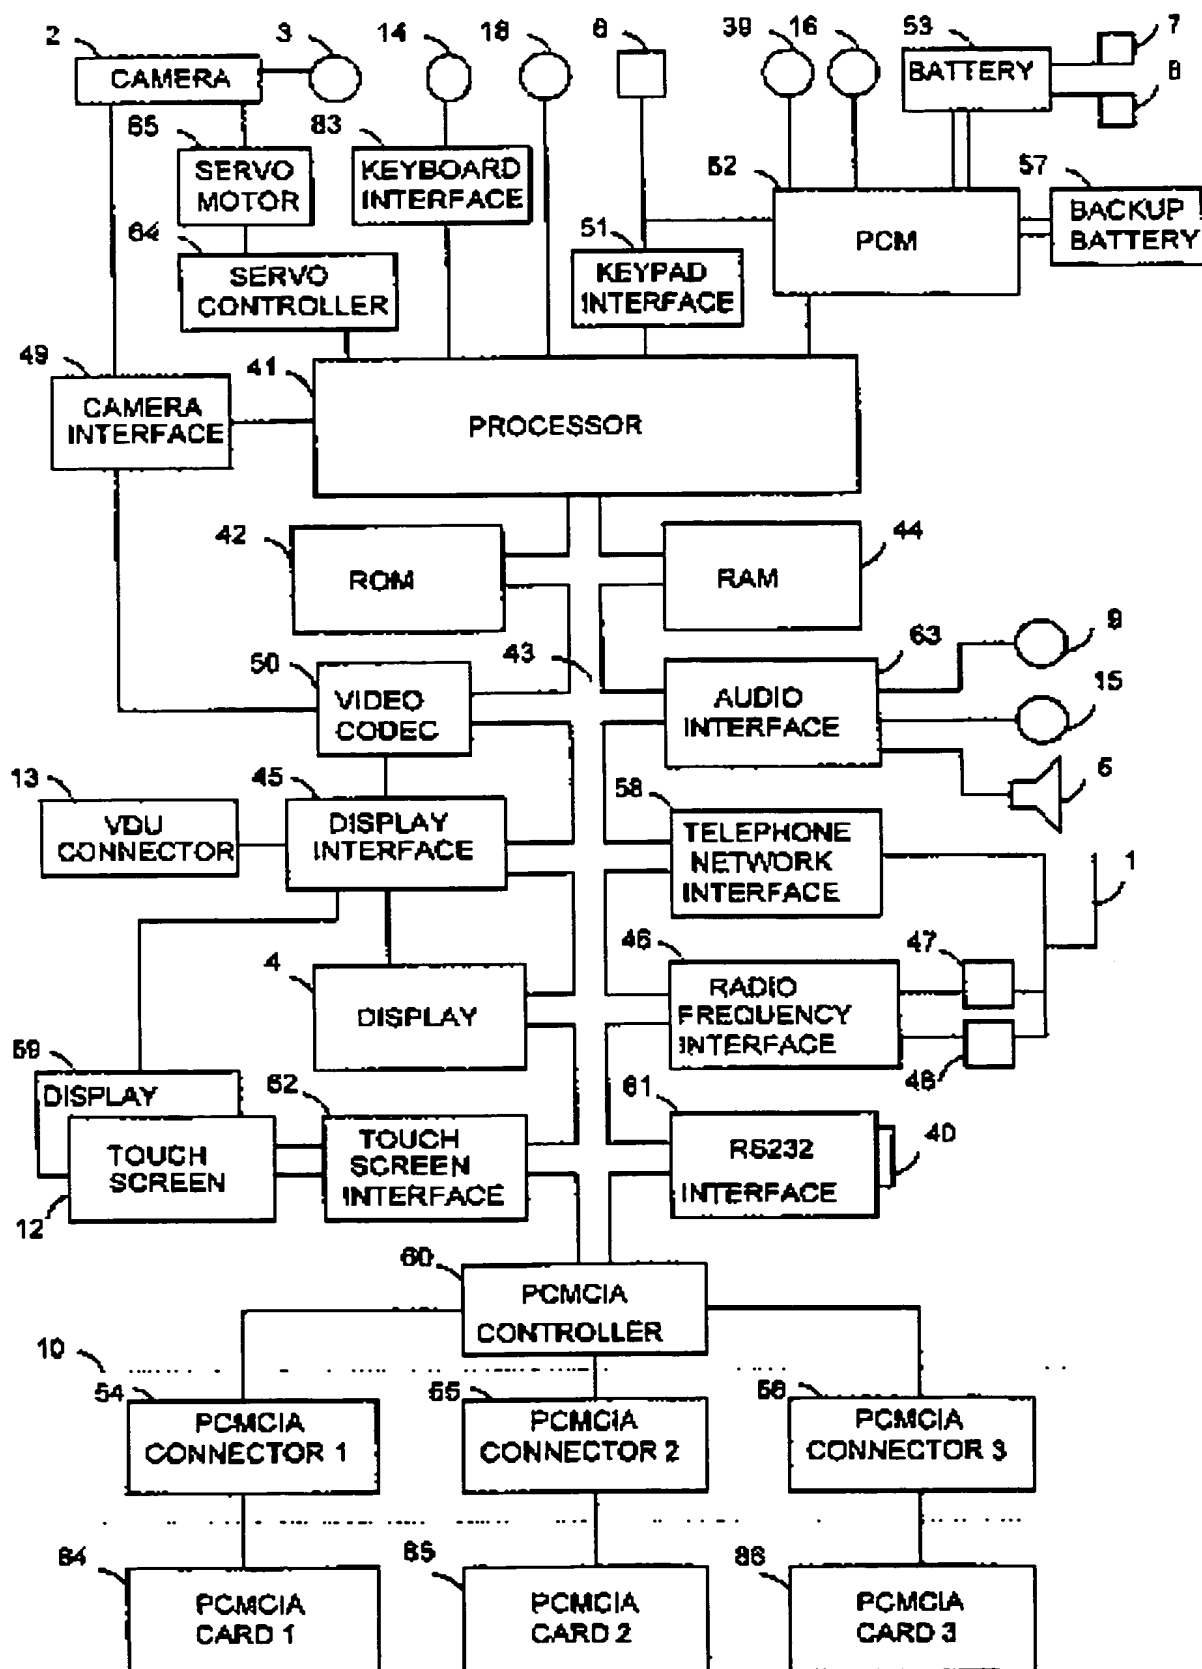 2 3 14 18 6 39 16 53 7
CAMERA
BATTERY
8
65 83 52 57
SERVO
MOTOR
KEYBOARD
INTERFACE
PCM
BACKUP
BATTERY
64 51
SERVO
CONTROLLER
KEYPAD
INTERFACE
49 41
CAMERA
INTERFACE
PROCESSOR
42 44
ROM
RAM
50 43 63 9
VIDEO
CODEC
AUDIO
INTERFACE
15
13 45 58 5
VDU
CONNECTOR
DISPLAY
INTERFACE
TELEPHONE
NETWORK
INTERFACE
1
4 46 47
DISPLAY
RADIO
FREQUENCY
INTERFACE
59 62 61 48
DISPLAY
TOUCH
SCREEN
TOUCH
SCREEN
INTERFACE
RS232
INTERFACE
40
12
60
PCMCIA
CONTROLLER
10
54 55 56
PCMCIA
CONNECTOR 1
PCMCIA
CONNECTOR 2
PCMCIA
CONNECTOR 3
84 85 86
PCMCIA
CARD 1
PCMCIA
CARD 2
PCMCIA
CARD 3